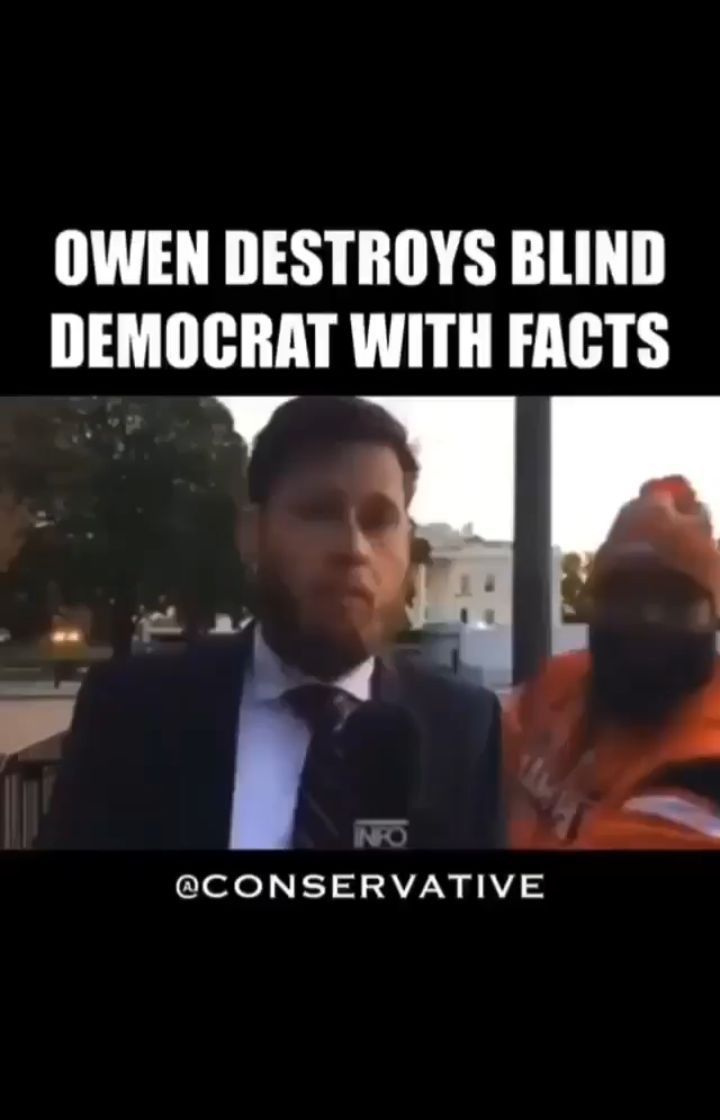 OWEN DESTROYS BLIND
DEMOCRAT WITH FACTS
INFO
@CONSERVATIVE